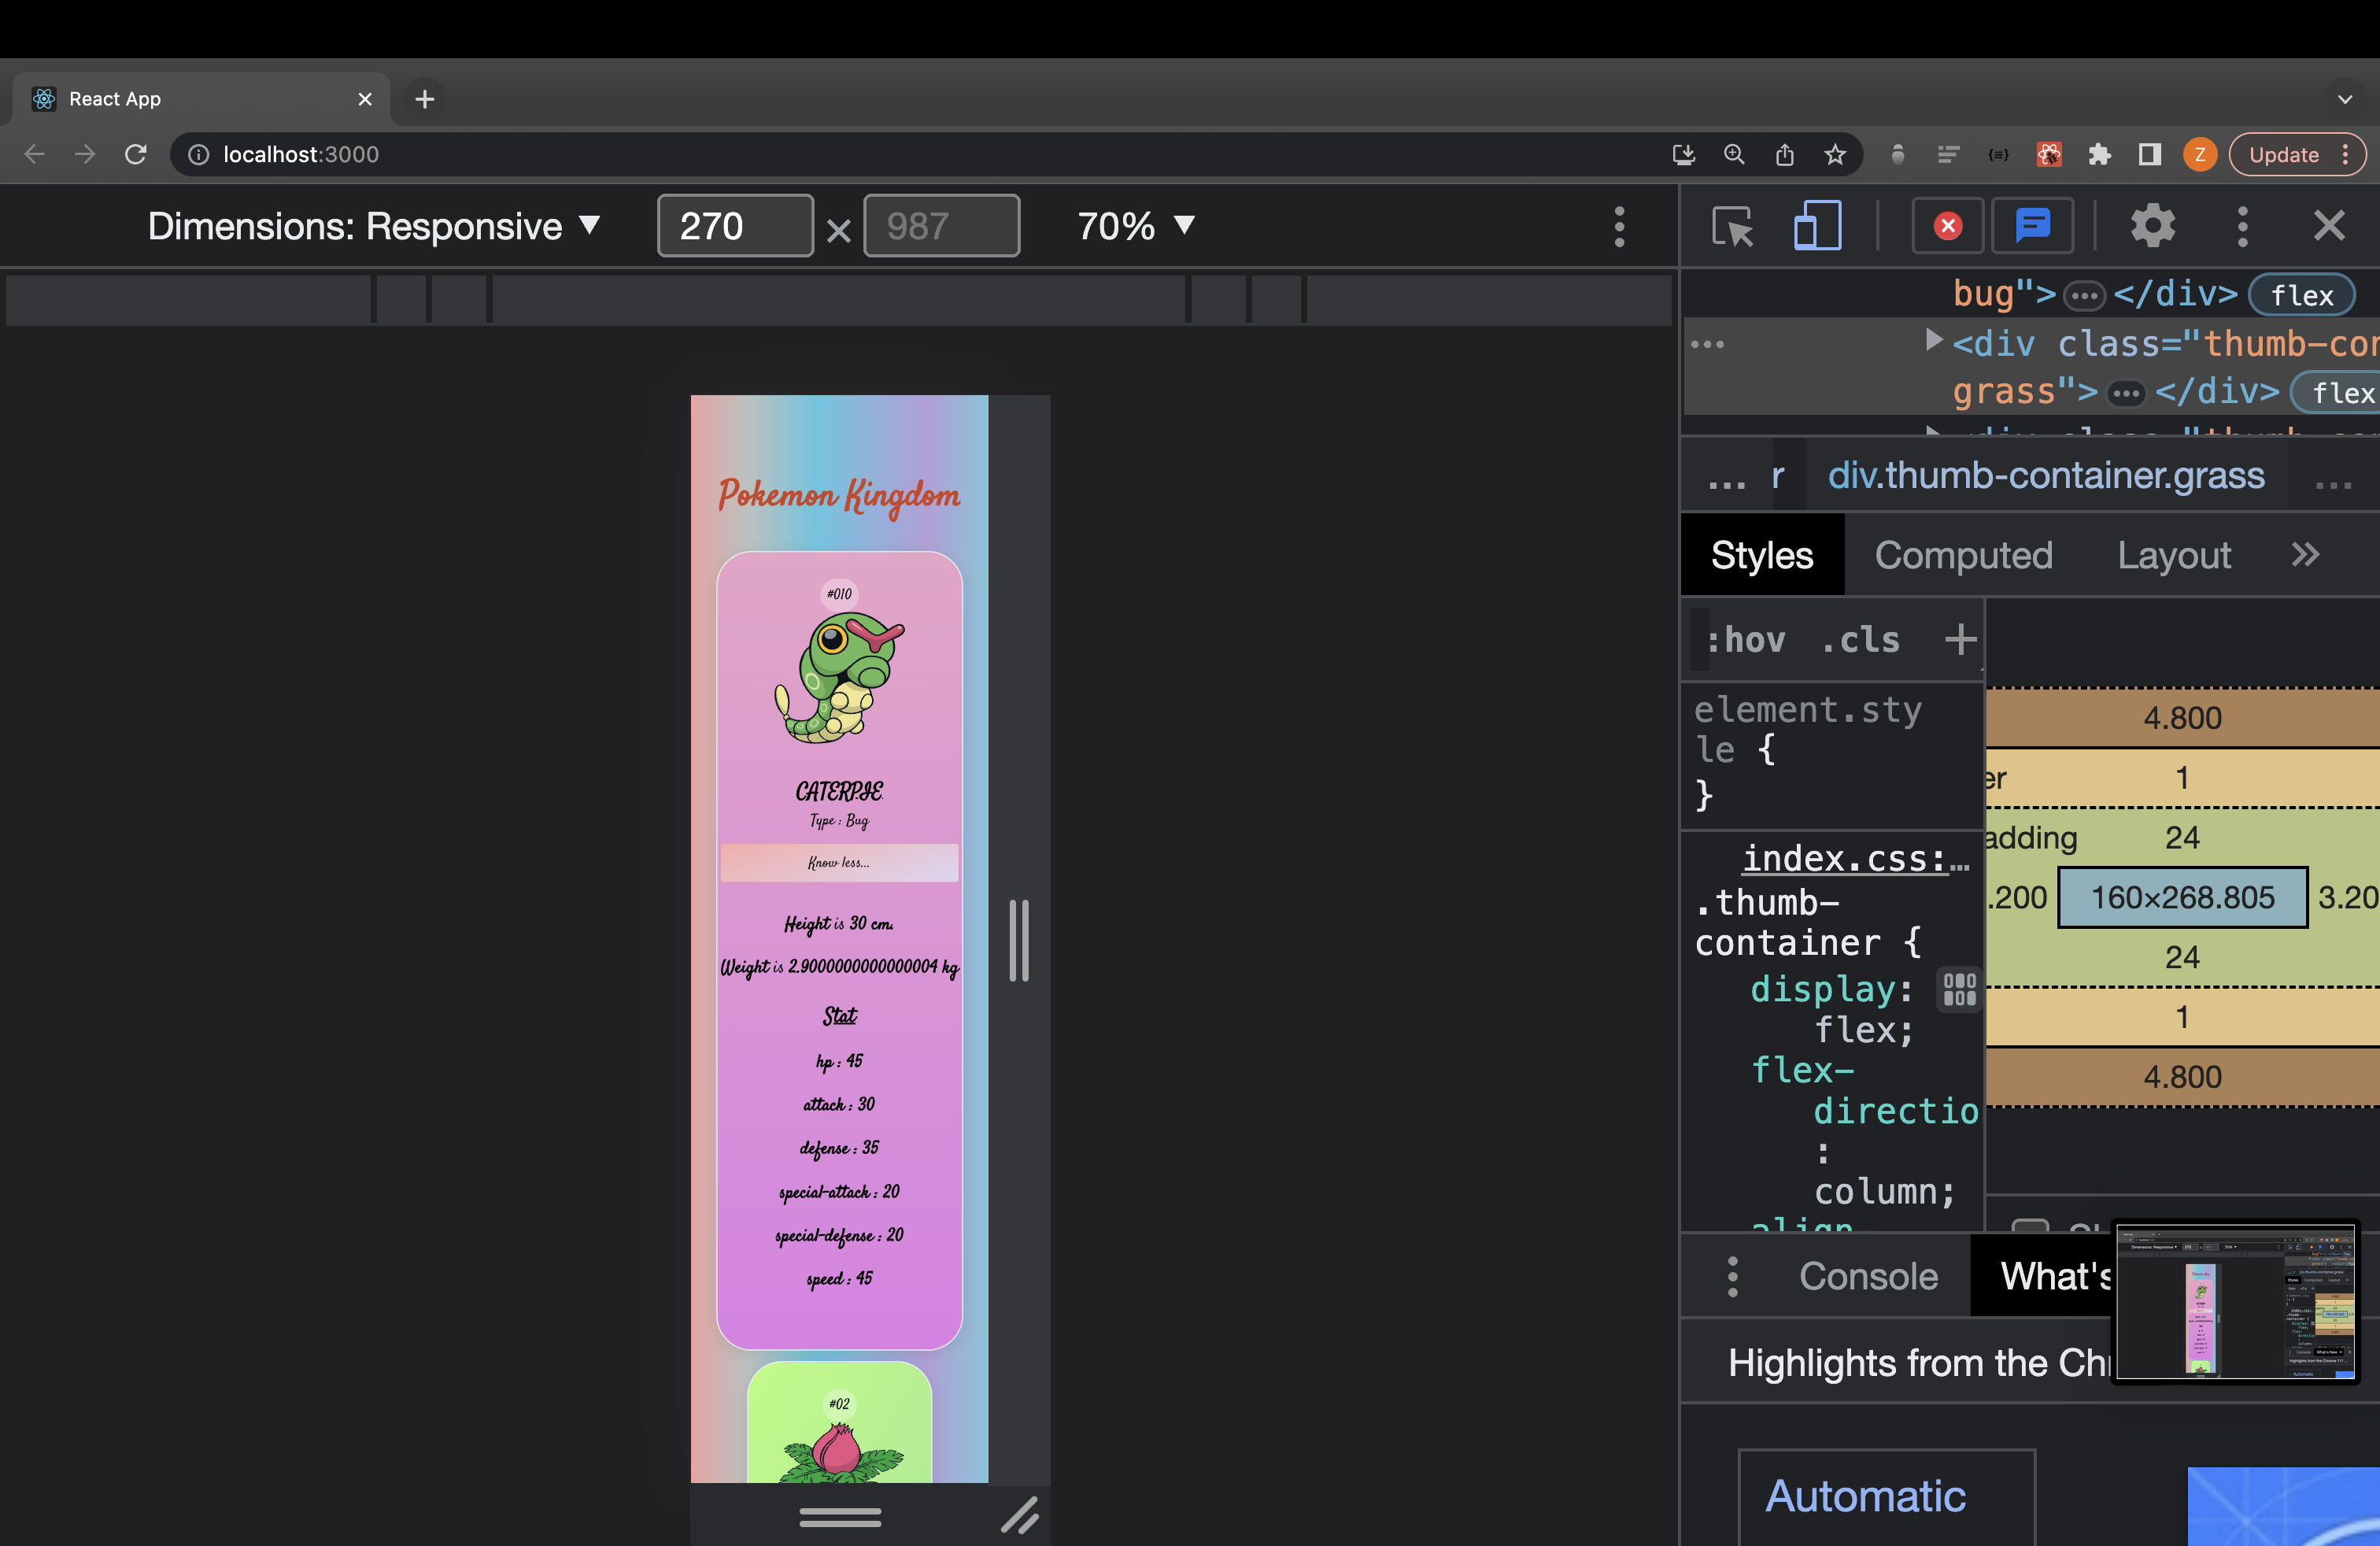 React App
localhost:3000
Update
Z
Dimensions: Responsive ▼
270 × 987
70% ▼
Pokemon Kingdom
#010
CATERPIE
Type : Bug
Know less...
Height is 30 cm.
Weight is 2.9000000000000004 kg
Stat
hp : 45
attack : 30
defense : 35
special-attack : 20
special-defense : 20
speed : 45
#02
bug"> ••• </div> flex
<div class="thumb-con
grass"> ••• </div> flex
... r div.thumb-container.grass ...
Styles Computed Layout
:hov .cls +
element.sty
le {
}
index.css:…
.thumb-
container {
display:
flex;
flex-
directio
:
column;
4.800
er 1
adding 24
.200 160×268.805 3.20
24
1
4.800
Console What's
Highlights from the Ch
Automatic